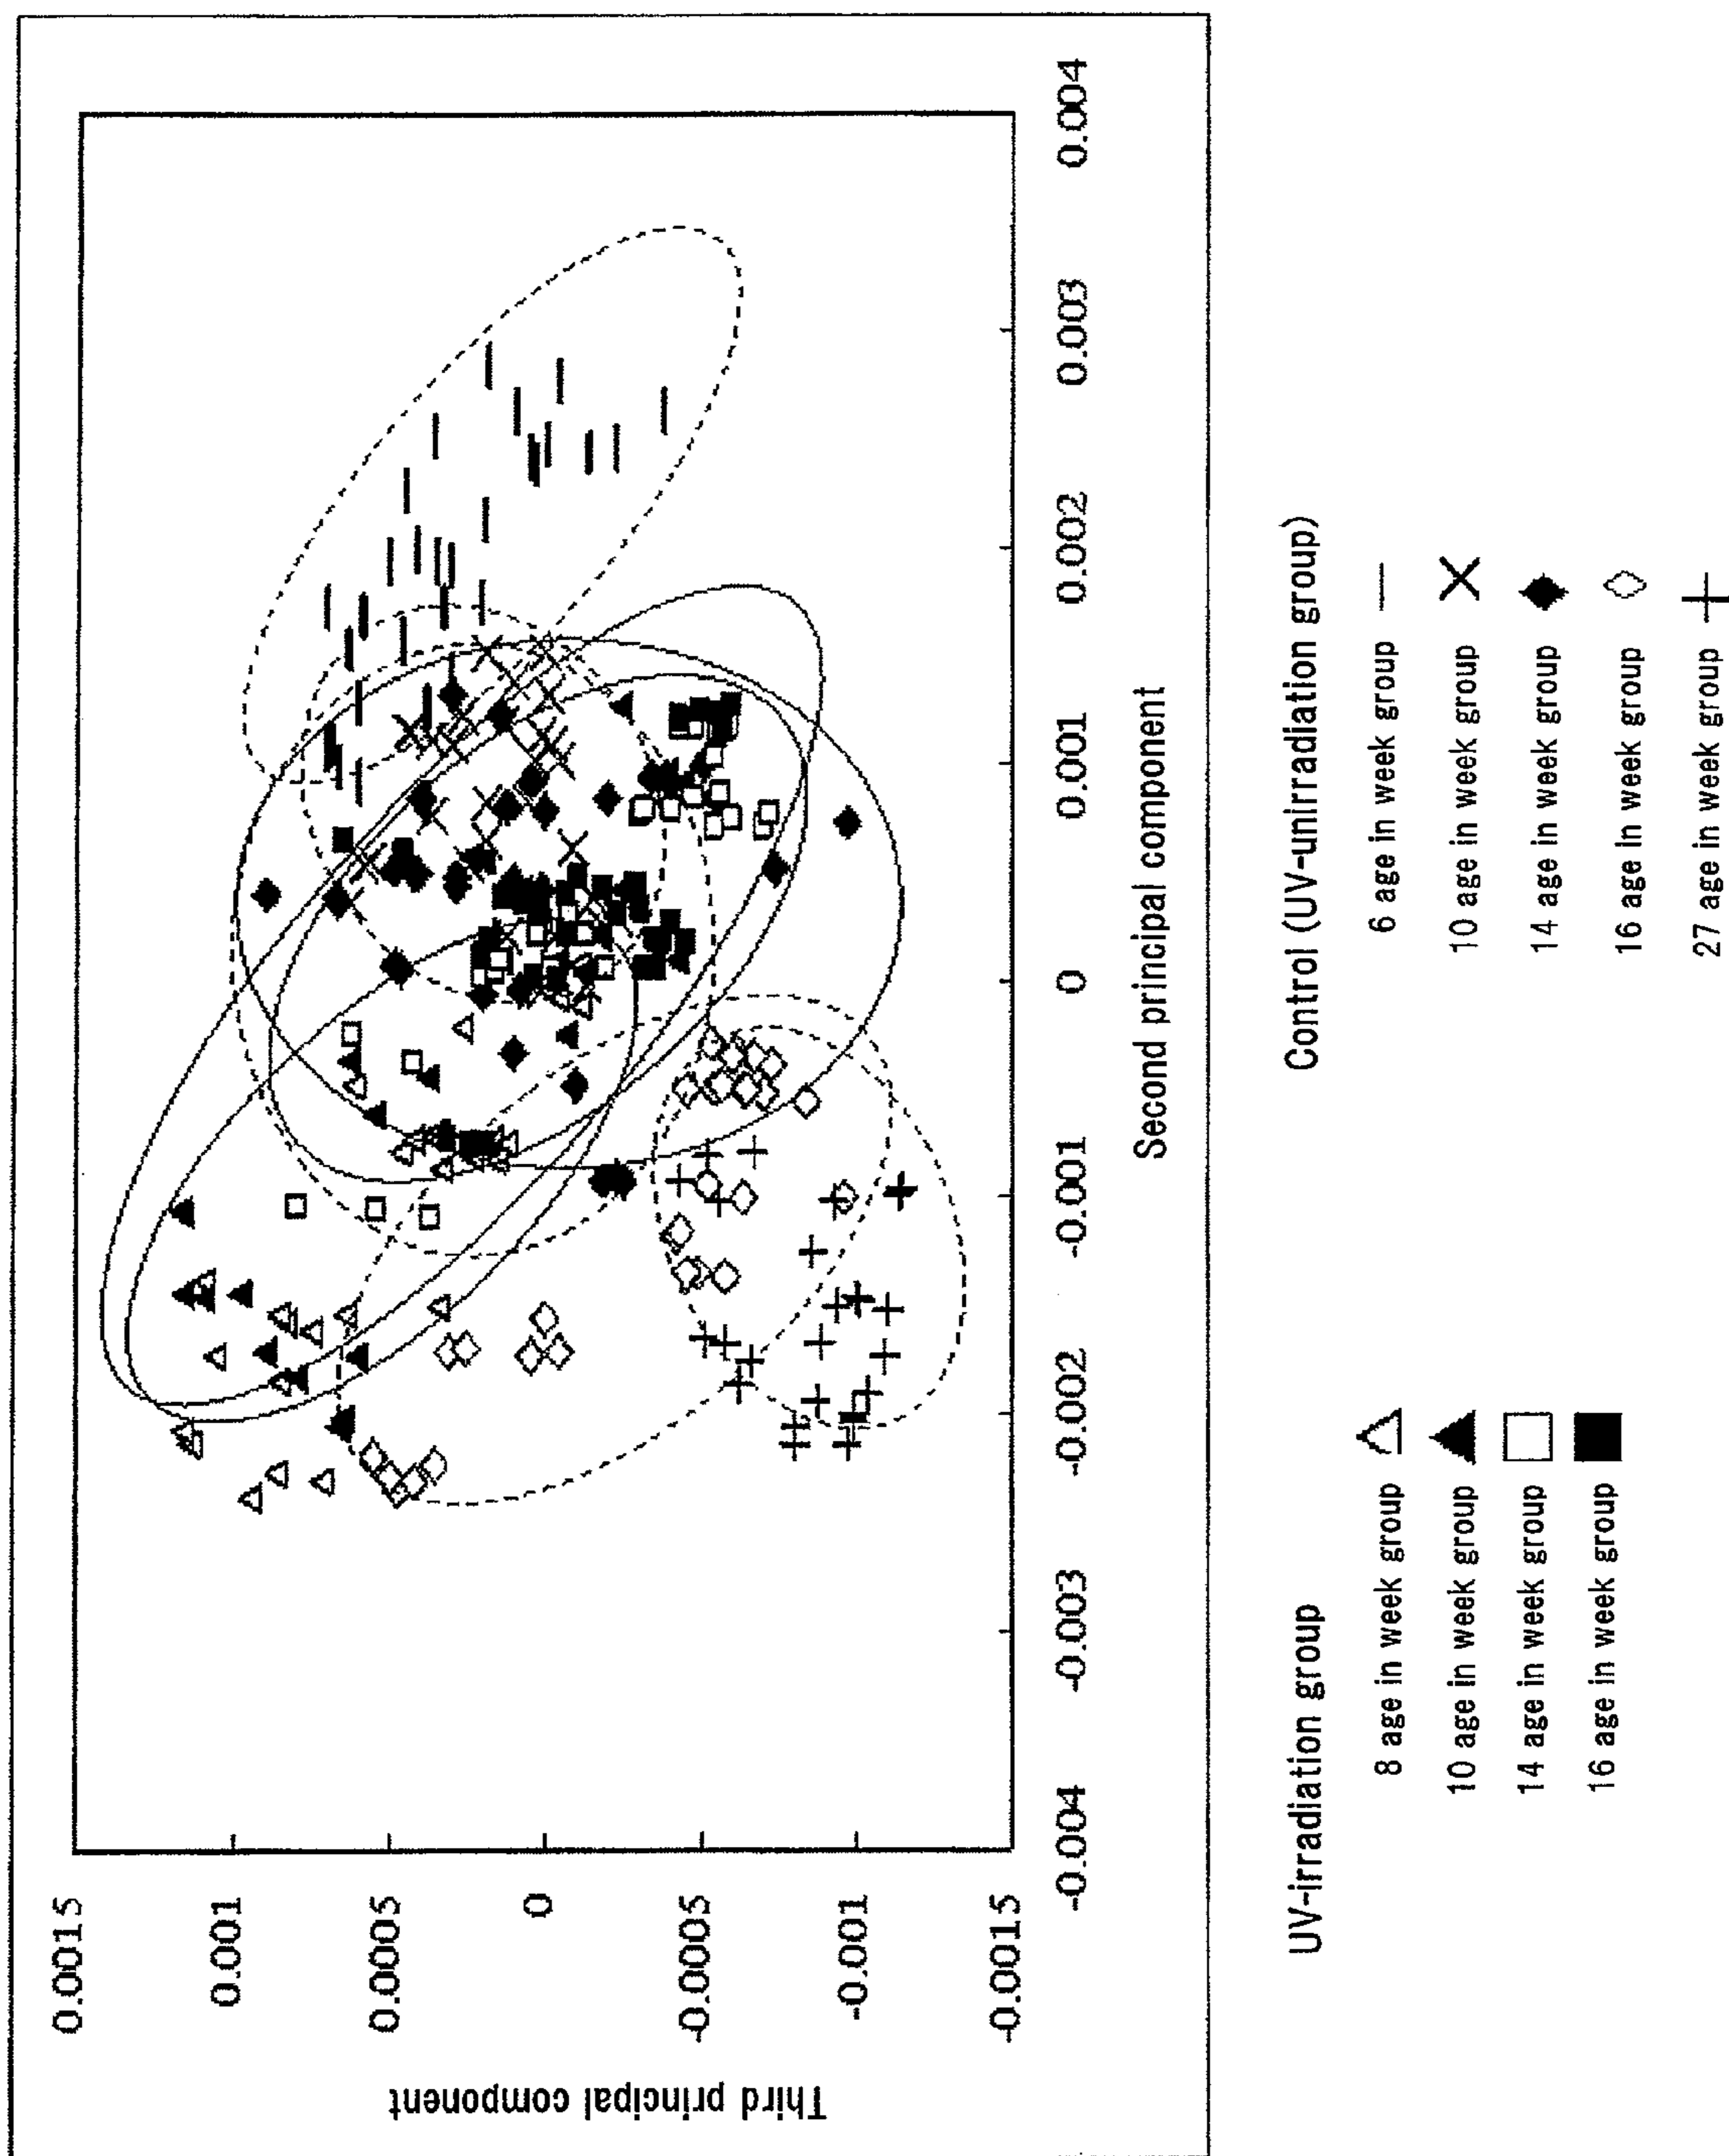 Third principal component
0.0015
0.001
0.0005
0
-0.0005
-0.001
-0.0015
-0.004
-0.003
-0.002
-0.001
0
0.001
0.002
0.003
0.004
Second principal component
UV-irradiation group
8 age in week group
10 age in week group
14 age in week group
16 age in week group
Control (UV-unirradiation group)
6 age in week group
10 age in week group
14 age in week group
16 age in week group
27 age in week group